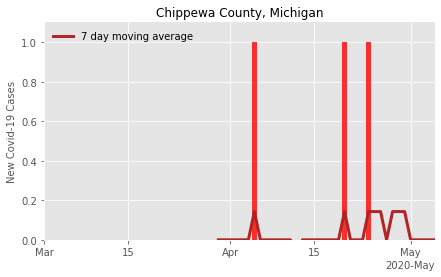 Chippewa County, Michigan
7 day moving average
New Covid-19 Cases
1.0
0.8
0.6
0.4
0.2
0.0
Mar 15 Apr 15 May
2020-May